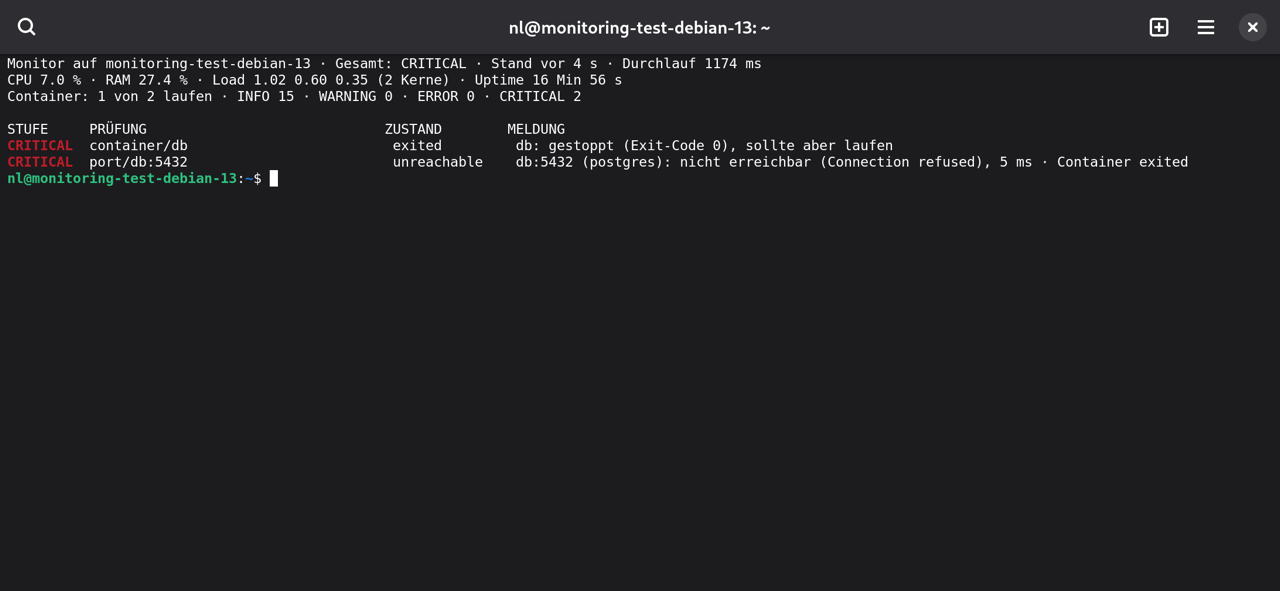 nl@monitoring-test-debian-13: ~
Monitor auf monitoring-test-debian-13 · Gesamt: CRITICAL · Stand vor 4 s · Durchlauf 1174 ms
CPU 7.0 % · RAM 27.4 % · Load 1.02 0.60 0.35 (2 Kerne) · Uptime 16 Min 56 s
Container: 1 von 2 laufen · INFO 15 · WARNING 0 · ERROR 0 · CRITICAL 2
STUFE PRÜFUNG ZUSTAND MELDUNG
CRITICAL container/db exited db: gestoppt (Exit-Code 0), sollte aber laufen
CRITICAL port/db:5432 unreachable db:5432 (postgres): nicht erreichbar (Connection refused), 5 ms · Container exited
nl@monitoring-test-debian-13:~$